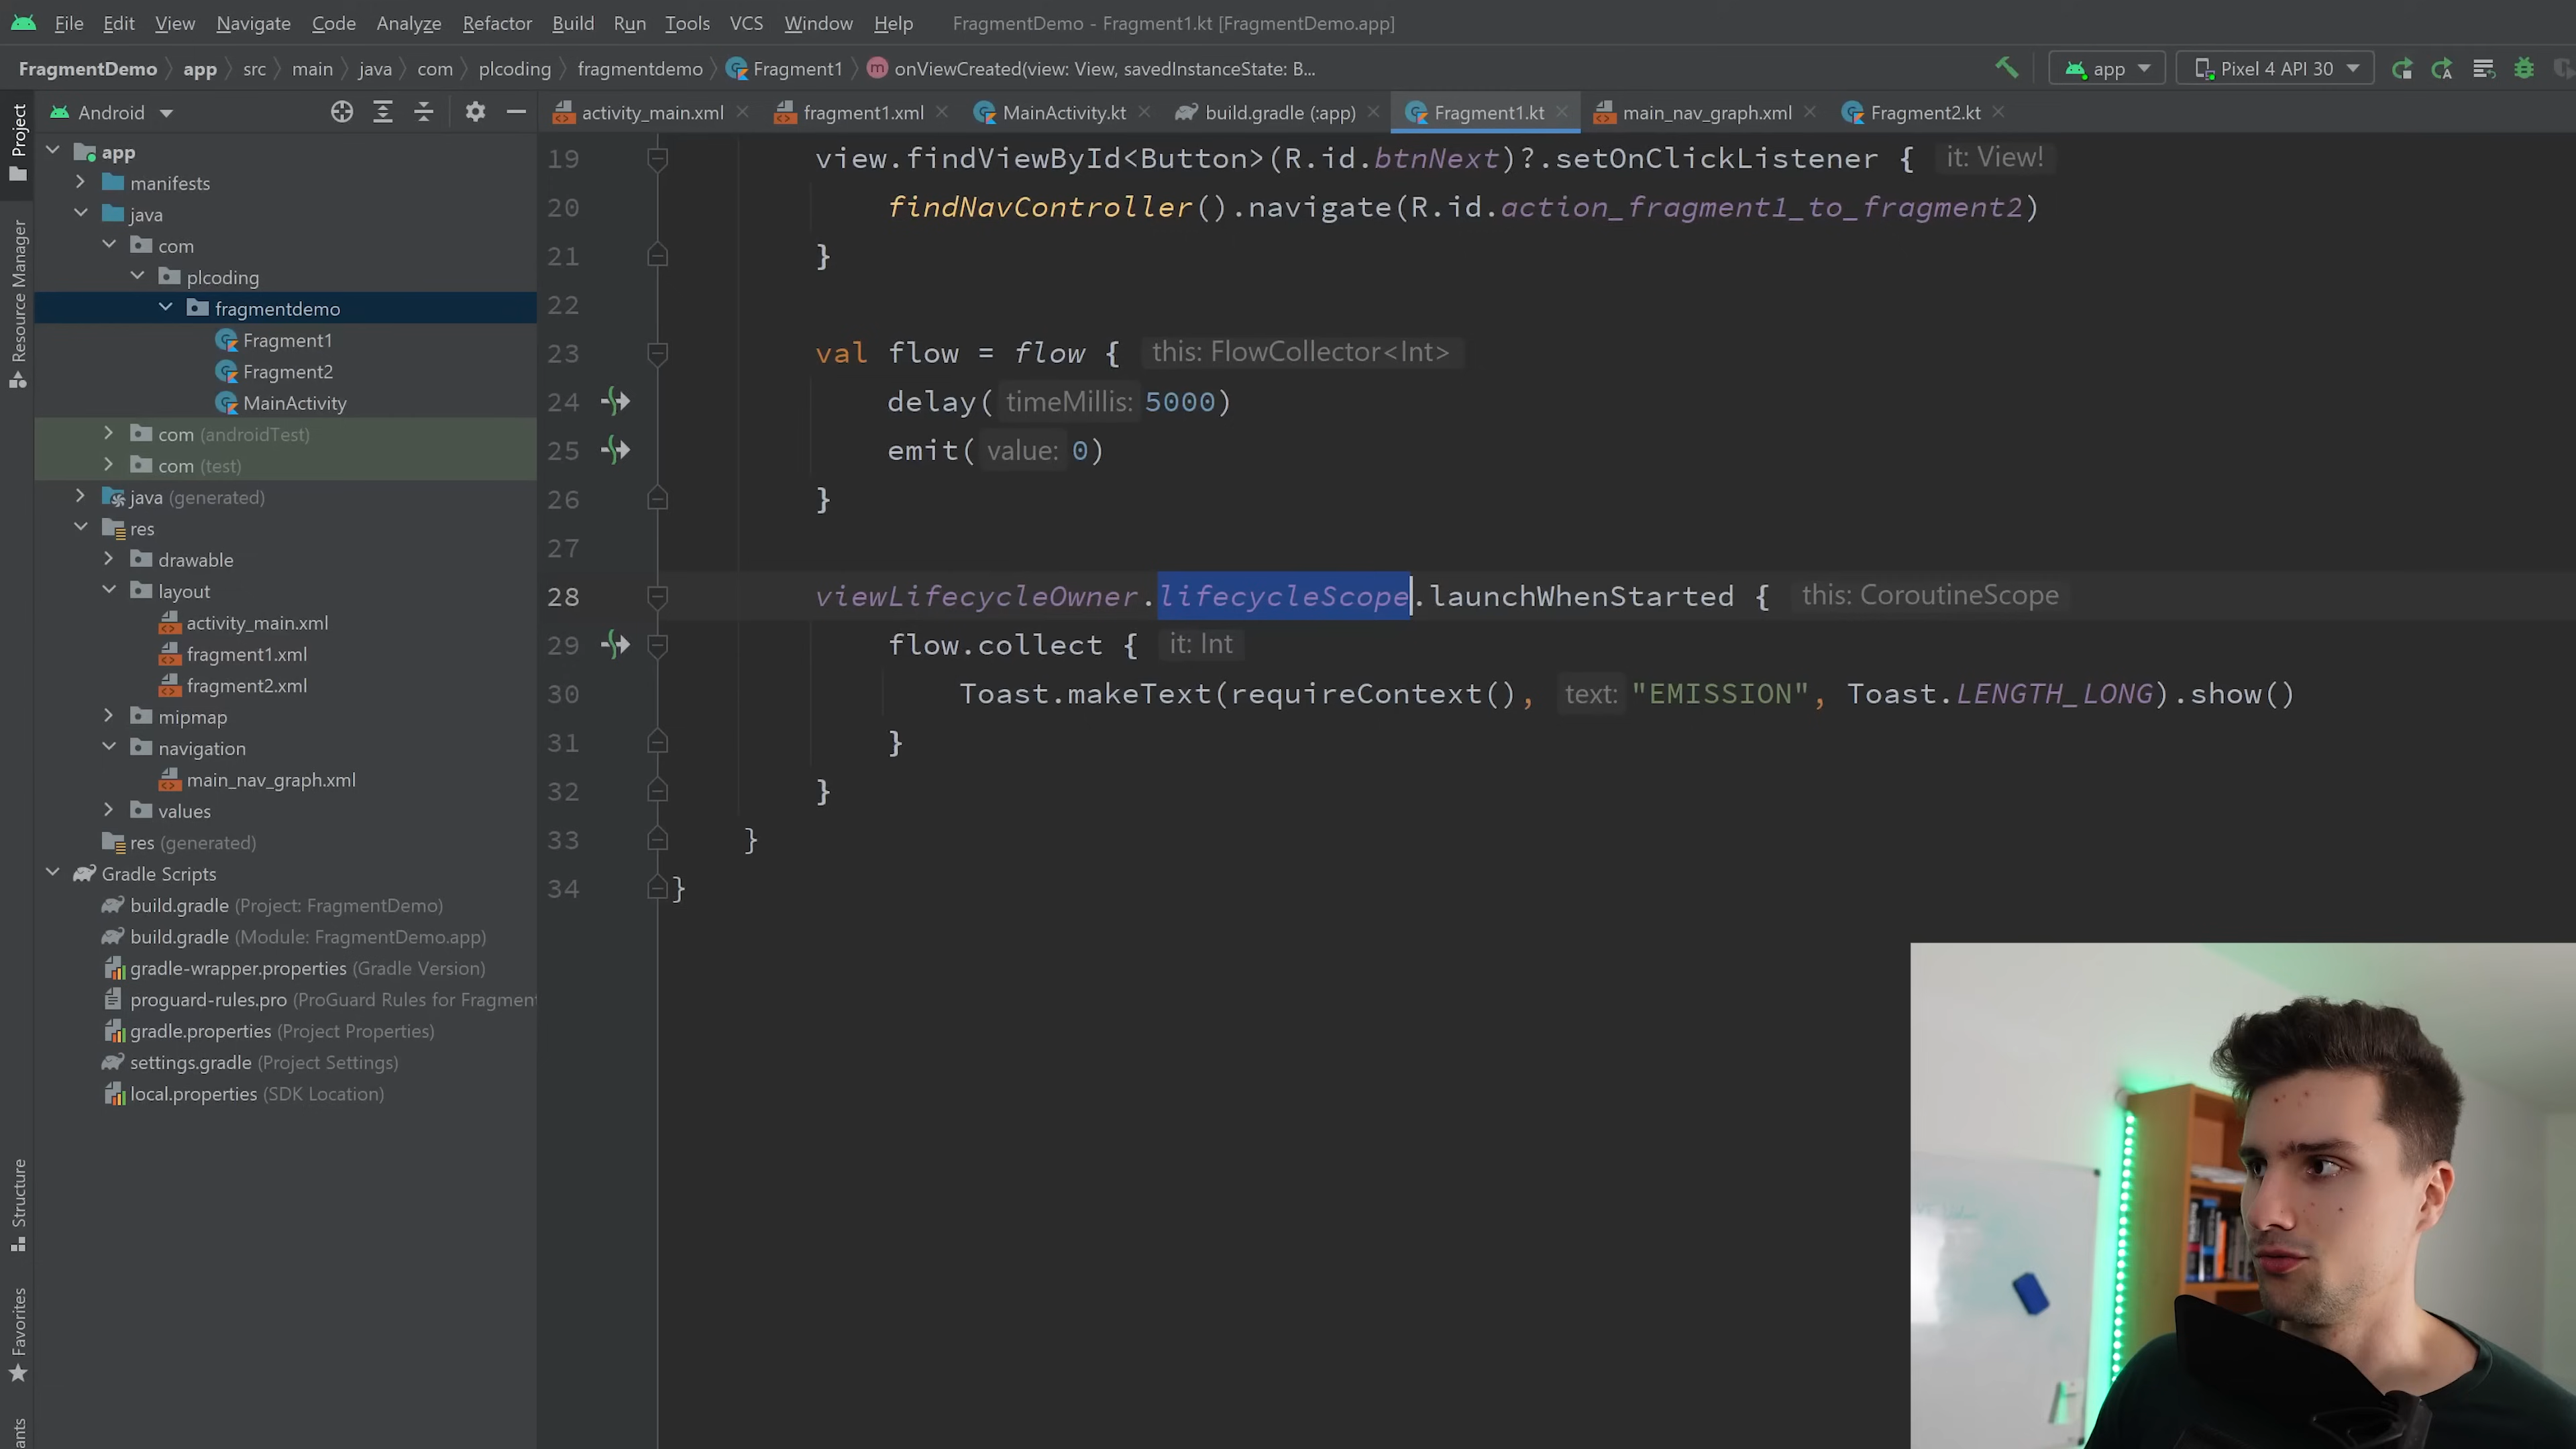 File Edit View Navigate Code Analyze Refactor Build Run Tools VCS Window Help FragmentDemo - Fragment1.kt [FragmentDemo.app]
FragmentDemo app src main java com plcoding fragmentdemo Fragment1 onViewCreated(view: View, savedInstanceState: B... app Pixel 4 API 30
Android activity_main.xml fragment1.xml MainActivity.kt build.gradle (:app) Fragment1.kt main_nav_graph.xml Fragment2.kt
Project
Resource Manager
Structure
Favorites
app
manifests
java
com
plcoding
fragmentdemo
Fragment1
Fragment2
MainActivity
com (androidTest)
com (test)
java (generated)
res
drawable
layout
activity_main.xml
fragment1.xml
fragment2.xml
mipmap
navigation
main_nav_graph.xml
values
res (generated)
Gradle Scripts
build.gradle (Project: FragmentDemo)
build.gradle (Module: FragmentDemo.app)
gradle-wrapper.properties (Gradle Version)
proguard-rules.pro (ProGuard Rules for Fragment
gradle.properties (Project Properties)
settings.gradle (Project Settings)
local.properties (SDK Location)
19 view.findViewById<Button>(R.id.btnNext)?.setOnClickListener { it: View!
20 findNavController().navigate(R.id.action_fragment1_to_fragment2)
21 }
22
23 val flow = flow { this: FlowCollector<Int>
24 delay( timeMillis: 5000)
25 emit( value: 0)
26 }
27
28 viewLifecycleOwner.lifecycleScope.launchWhenStarted { this: CoroutineScope
29 flow.collect { it: Int
30 Toast.makeText(requireContext(), text: "EMISSION", Toast.LENGTH_LONG).show()
31 }
32 }
33 }
34 }